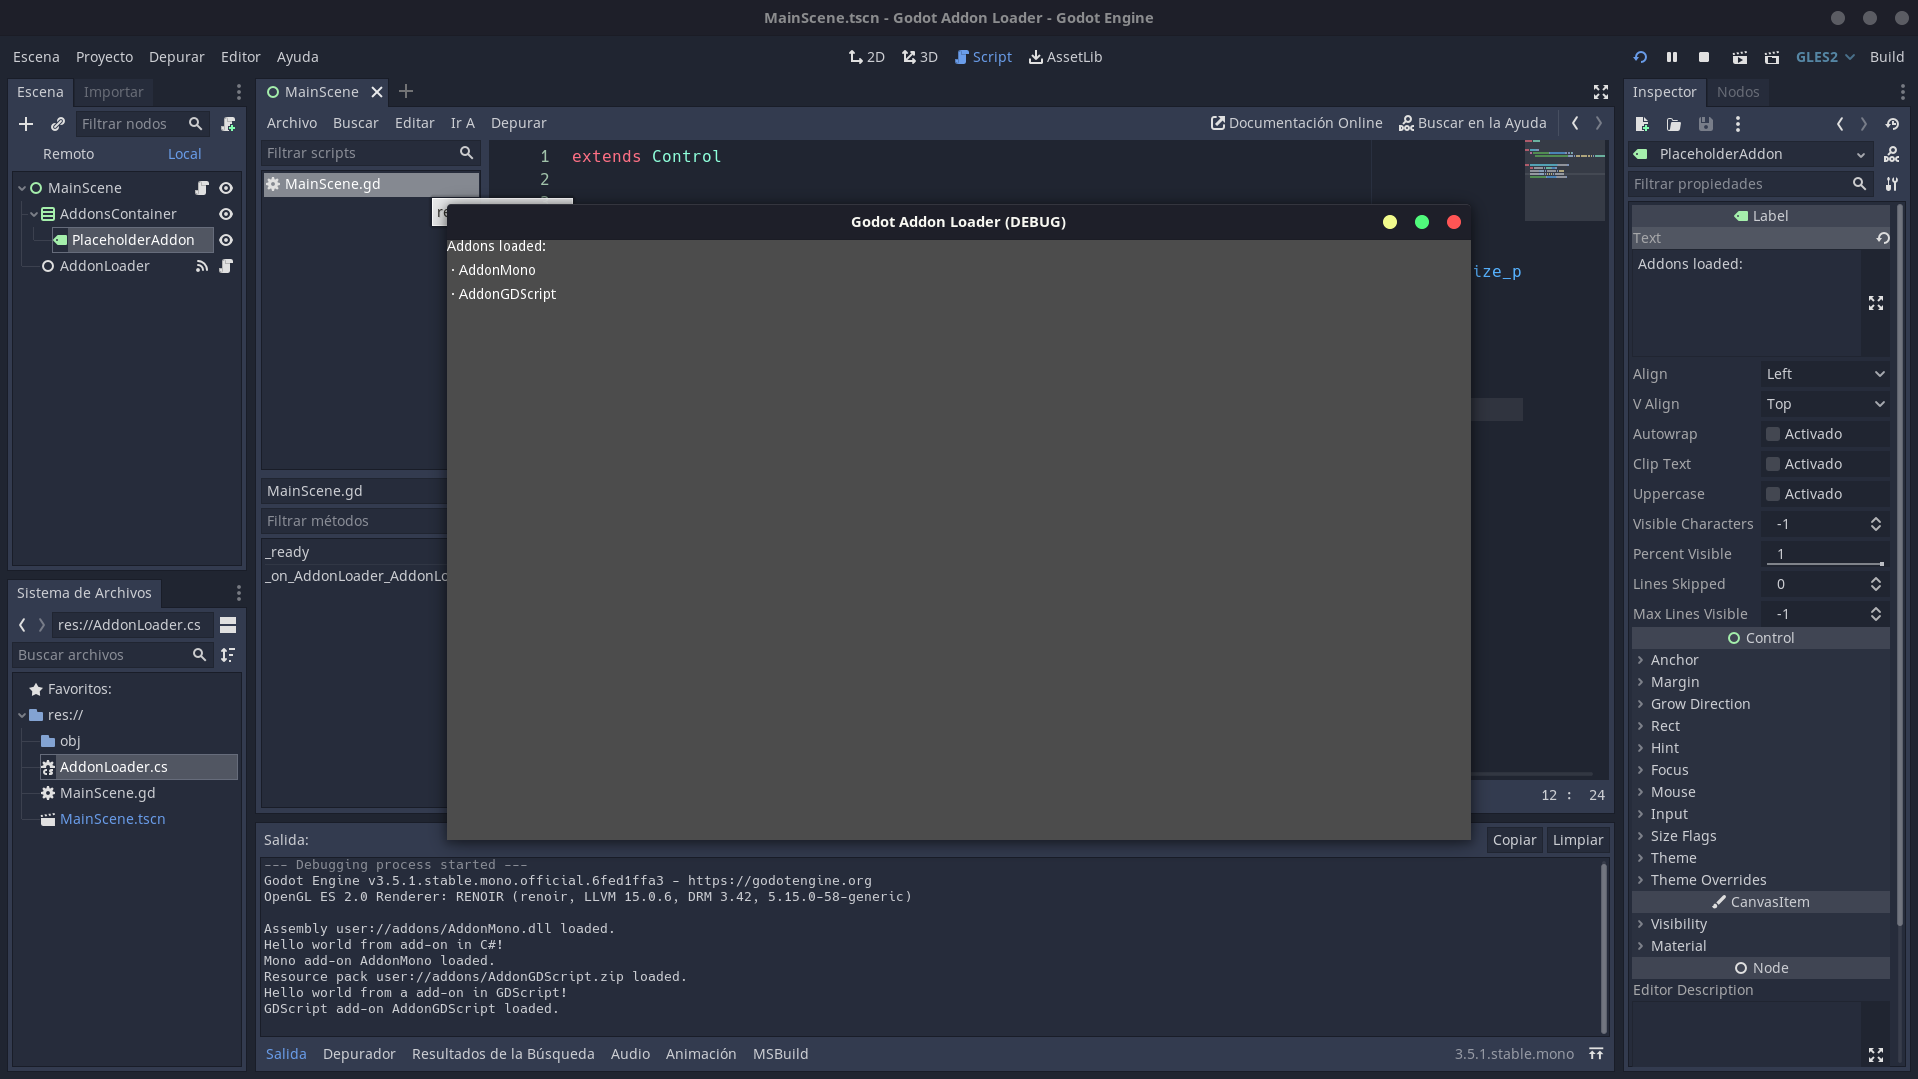 MainScene.tscn - Godot Addon Loader - Godot Engine
Escena Proyecto Depurar Editor Ayuda
2D 3D Script AssetLib
GLES2 Build
Escena Importar
Filtrar nodos
Remoto Local
MainScene
AddonsContainer
PlaceholderAddon
AddonLoader
Sistema de Archivos
res://AddonLoader.cs
Buscar archivos
Favoritos:
res://
obj
AddonLoader.cs
MainScene.gd
MainScene.tscn
MainScene
Archivo Buscar Editar Ir A Depurar
Documentación Online Buscar en la Ayuda
Filtrar scripts
MainScene.gd
1 extends Control
2
ize_p
MainScene.gd
Filtrar métodos
_ready
_on_AddonLoader_AddonLo
12 : 24
Godot Addon Loader (DEBUG)
Addons loaded:
· AddonMono
· AddonGDScript
Salida:
Copiar Limpiar
--- Debugging process started ---
Godot Engine v3.5.1.stable.mono.official.6fed1ffa3 - https://godotengine.org
OpenGL ES 2.0 Renderer: RENOIR (renoir, LLVM 15.0.6, DRM 3.42, 5.15.0-58-generic)
Assembly user://addons/AddonMono.dll loaded.
Hello world from add-on in C#!
Mono add-on AddonMono loaded.
Resource pack user://addons/AddonGDScript.zip loaded.
Hello world from a add-on in GDScript!
GDScript add-on AddonGDScript loaded.
Salida Depurador Resultados de la Búsqueda Audio Animación MSBuild
3.5.1.stable.mono
Inspector Nodos
PlaceholderAddon
Filtrar propiedades
Label
Text
Addons loaded:
Align Left
V Align Top
Autowrap Activado
Clip Text Activado
Uppercase Activado
Visible Characters -1
Percent Visible 1
Lines Skipped 0
Max Lines Visible -1
Control
Anchor
Margin
Grow Direction
Rect
Hint
Focus
Mouse
Input
Size Flags
Theme
Theme Overrides
CanvasItem
Visibility
Material
Node
Editor Description